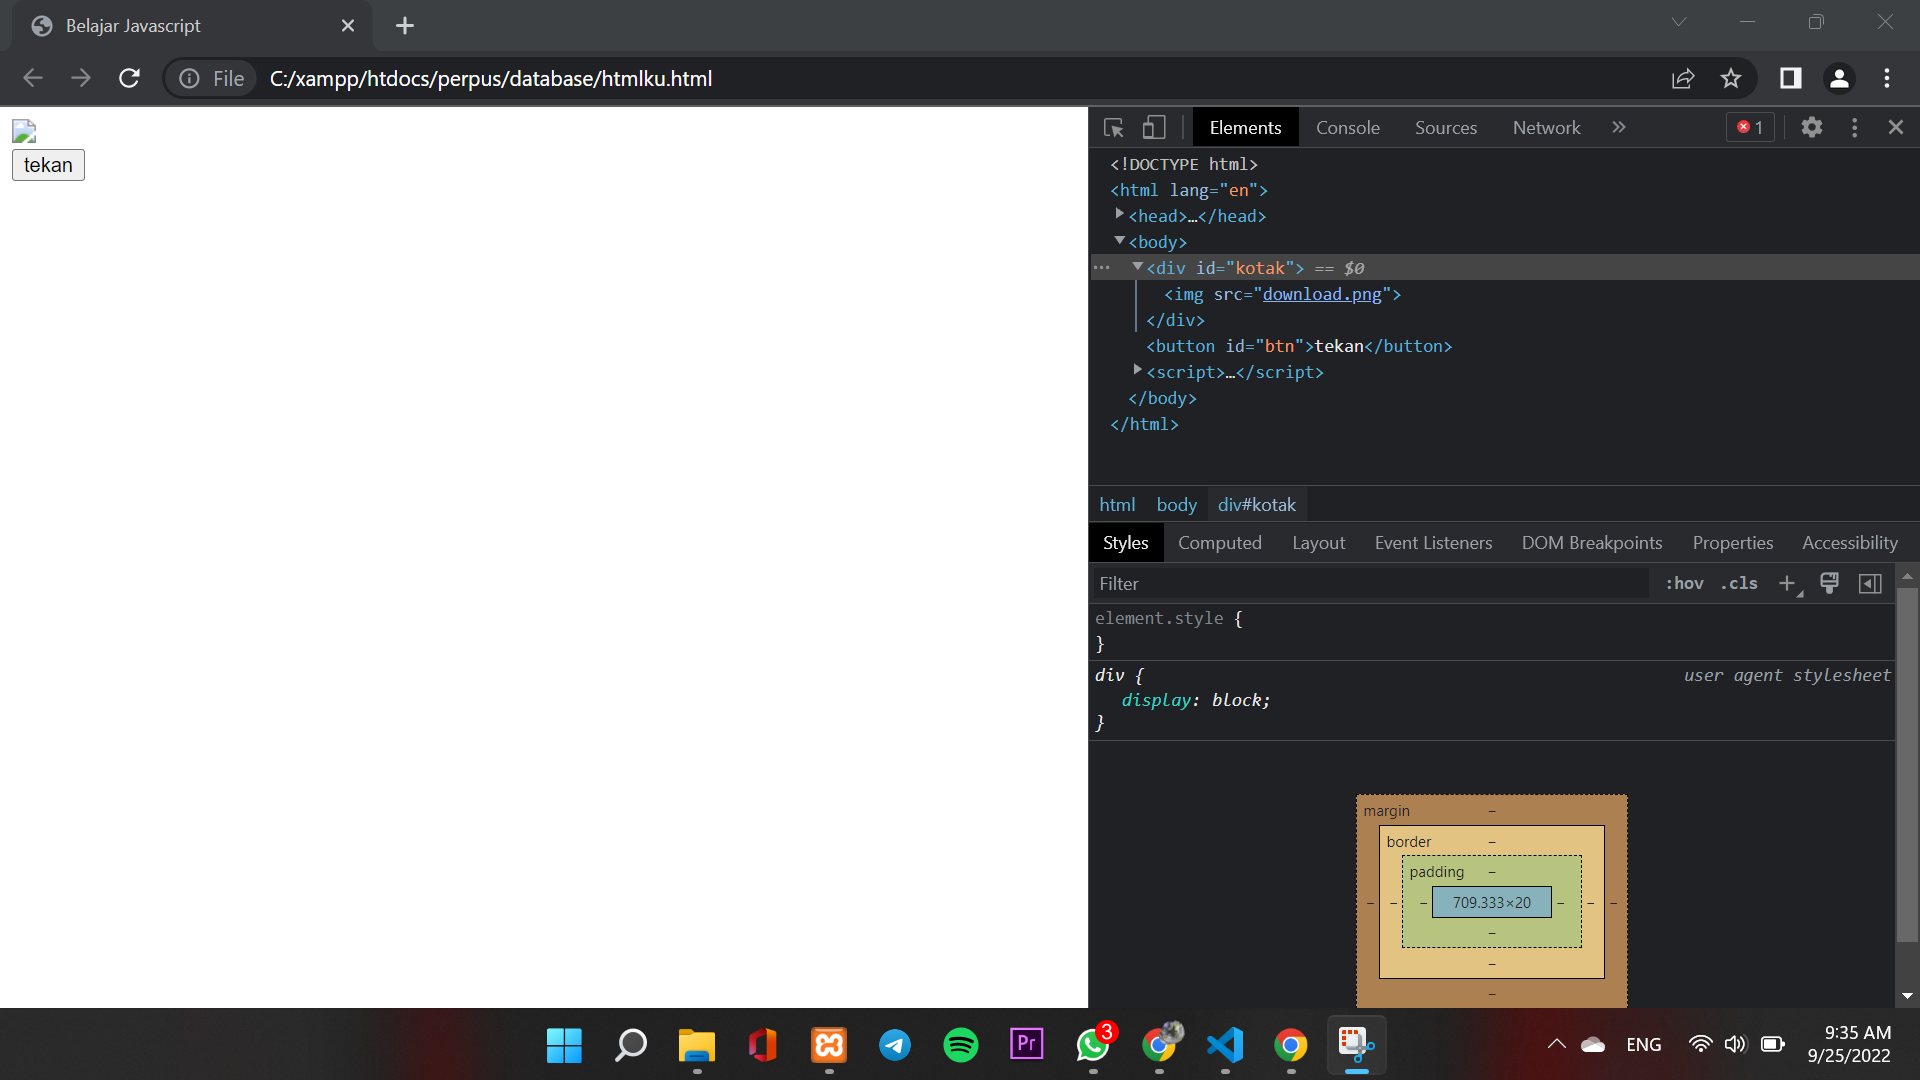 Belajar Javascript
File C:/xampp/htdocs/perpus/database/htmlku.html
tekan
Elements Console Sources Network 1
<!DOCTYPE html>
<html lang="en">
<head>…</head>
<body>
<div id="kotak"> == $0
<img src="download.png">
</div>
<button id="btn">tekan</button>
<script>…</script>
</body>
</html>
html body div#kotak
Styles Computed Layout Event Listeners DOM Breakpoints Properties Accessibility
Filter :hov .cls
element.style {
}
div { user agent stylesheet
display: block;
}
margin –
border –
padding –
– – – 709.333×20 – – –
–
–
–
Pr 3 ENG 9:35 AM
9/25/2022